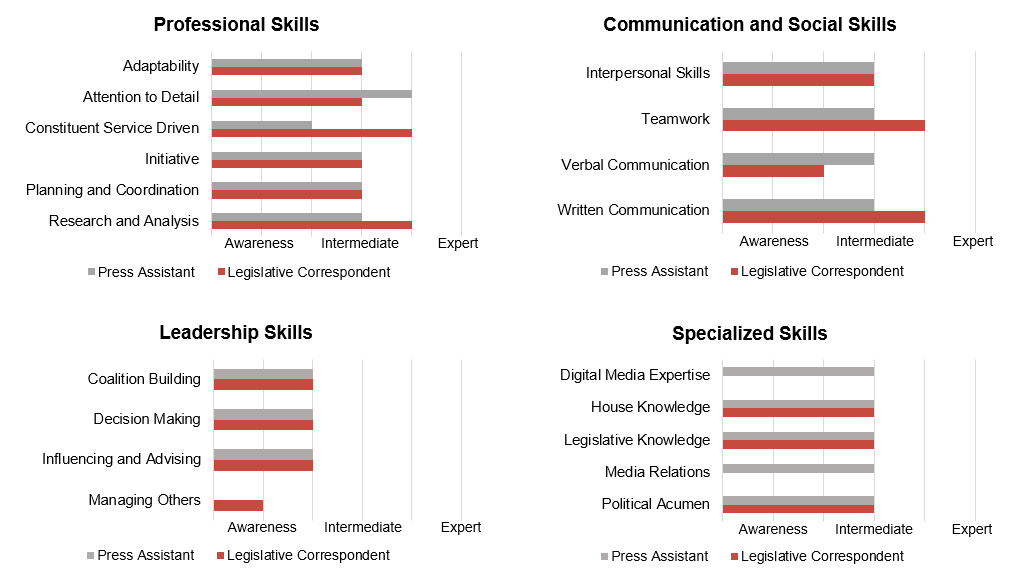 Professional Skills
Adaptability
Attention to Detail
Constituent Service Driven
Initiative
Planning and Coordination
Research and Analysis
Awareness Intermediate Expert
Press Assistant Legislative Correspondent
Communication and Social Skills
Interpersonal Skills
Teamwork
Verbal Communication
Written Communication
Awareness Intermediate Expert
Press Assistant Legislative Correspondent
Leadership Skills
Coalition Building
Decision Making
Influencing and Advising
Managing Others
Awareness Intermediate Expert
Press Assistant Legislative Correspondent
Specialized Skills
Digital Media Expertise
House Knowledge
Legislative Knowledge
Media Relations
Political Acumen
Awareness Intermediate Expert
Press Assistant Legislative Correspondent